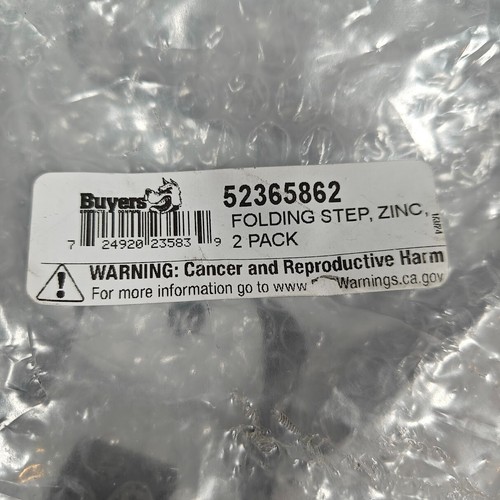 Buyers
52365862
FOLDING STEP, ZINC,
2 PACK
7 24920 23583 9
WARNING: Cancer and Reproductive Harm
For more information go to www Warnings.ca.gov